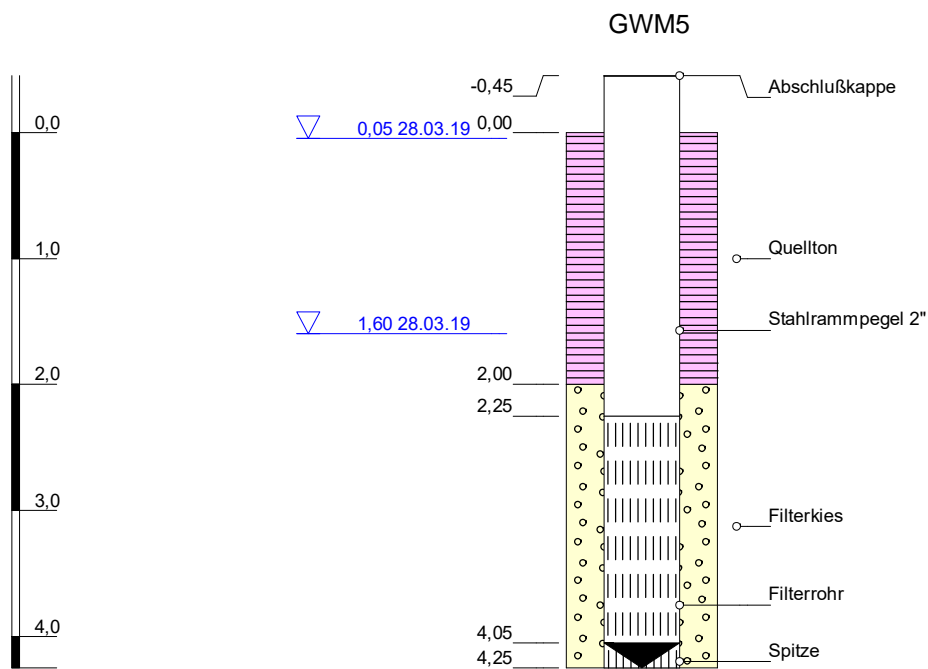 GWM5
-0,45
Abschlußkappe
0,0
0,05 28.03.19
0,00
1,0
Quellton
1,60 28.03.19
Stahlrammpegel 2"
2,0
2,00
2,25
3,0
Filterkies
Filterrohr
4,0
4,05
Spitze
4,25